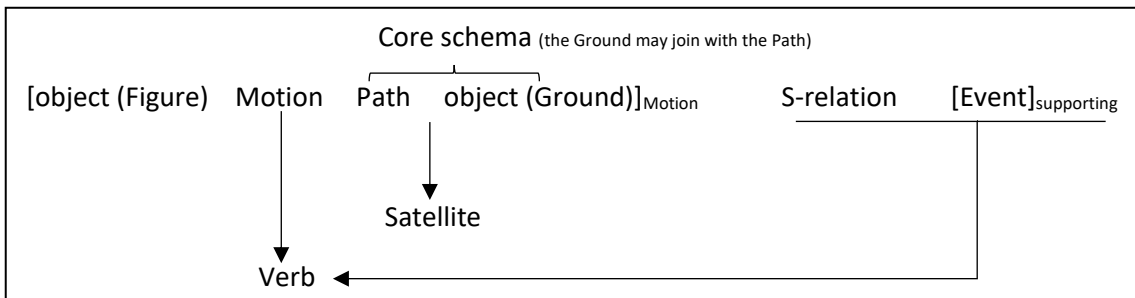 Core schema (the Ground may join with the Path)
[object (Figure) Motion Path object (Ground)]Motion S-relation [Event]supporting
Satellite
Verb